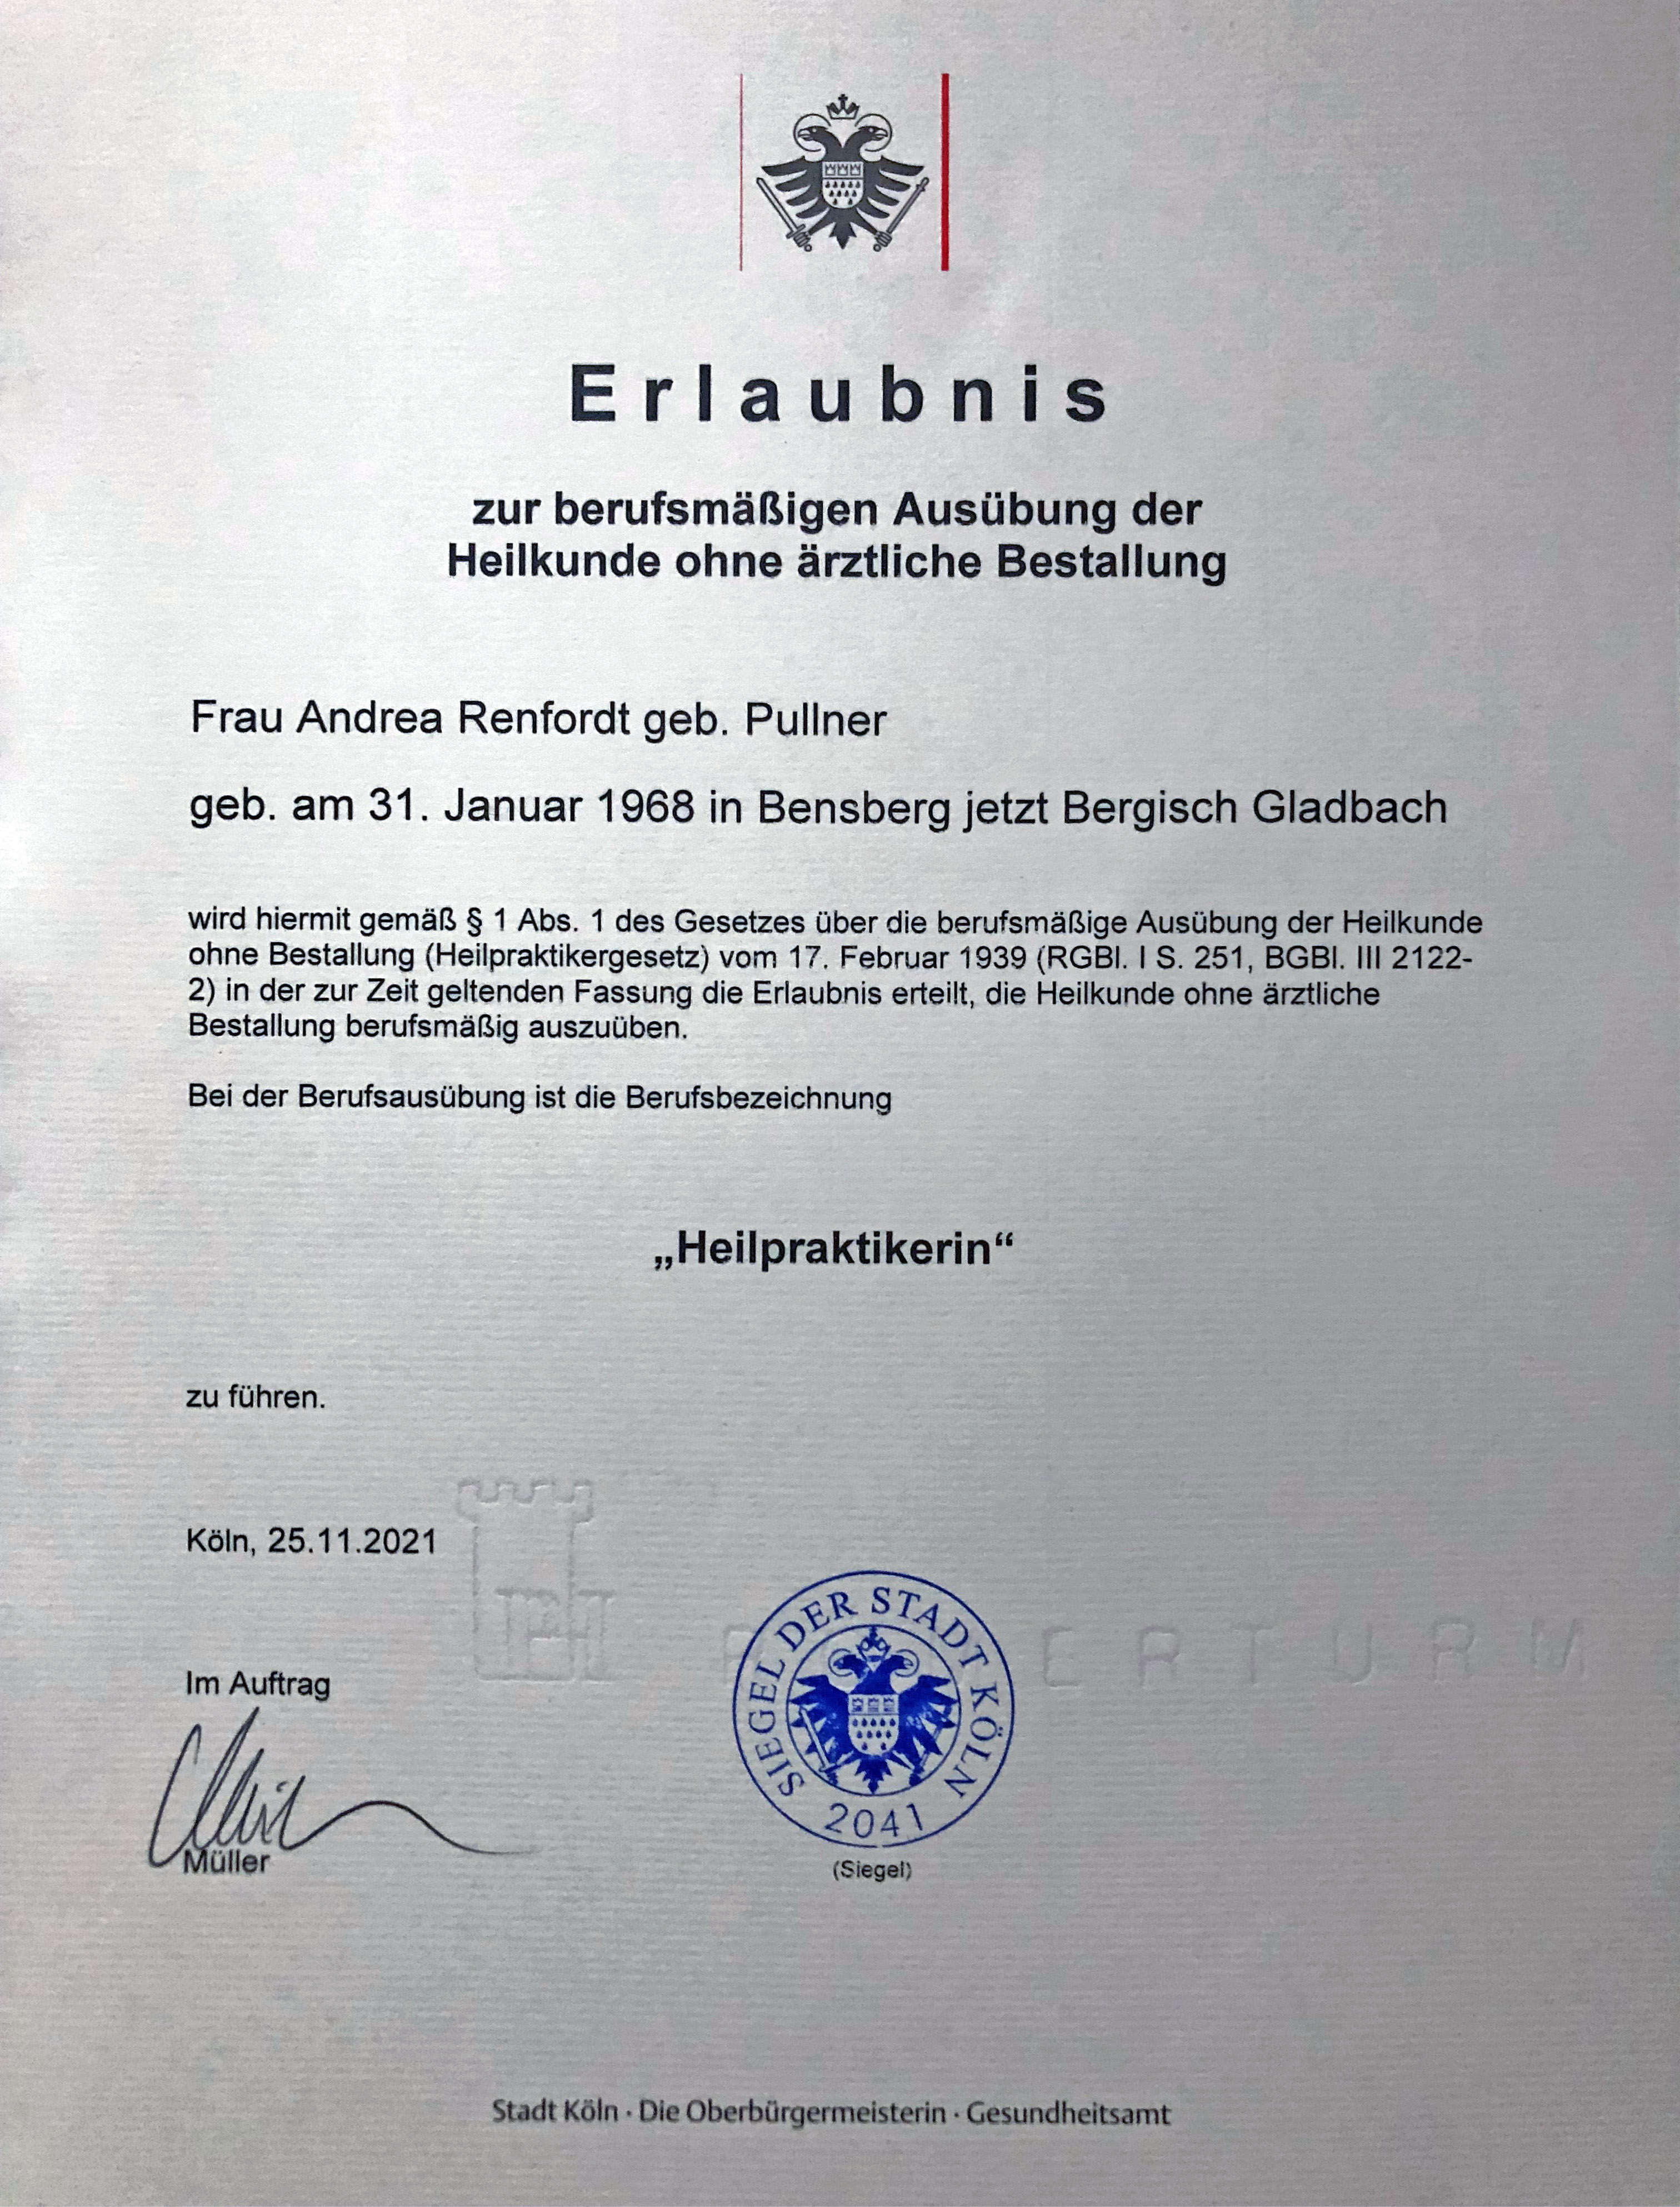 Erlaubnis
zur berufsmäßigen Ausübung der
Heilkunde ohne ärztliche Bestallung
Frau Andrea Renfordt geb. Pullner
geb. am 31. Januar 1968 in Bensberg jetzt Bergisch Gladbach
wird hiermit gemäß § 1 Abs. 1 des Gesetzes über die berufsmäßige Ausübung der Heilkunde
ohne Bestallung (Heilpraktikergesetz) vom 17. Februar 1939 (RGBl. I S. 251, BGBl. III 2122-
2) in der zur Zeit geltenden Fassung die Erlaubnis erteilt, die Heilkunde ohne ärztliche
Bestallung berufsmäßig auszuüben.
Bei der Berufsausübung ist die Berufsbezeichnung
„Heilpraktikerin“
zu führen.
Köln, 25.11.2021
Im Auftrag
Müller
SIEGEL DER STADT KÖLN
2041
(Siegel)
Stadt Köln · Die Oberbürgermeisterin · Gesundheitsamt